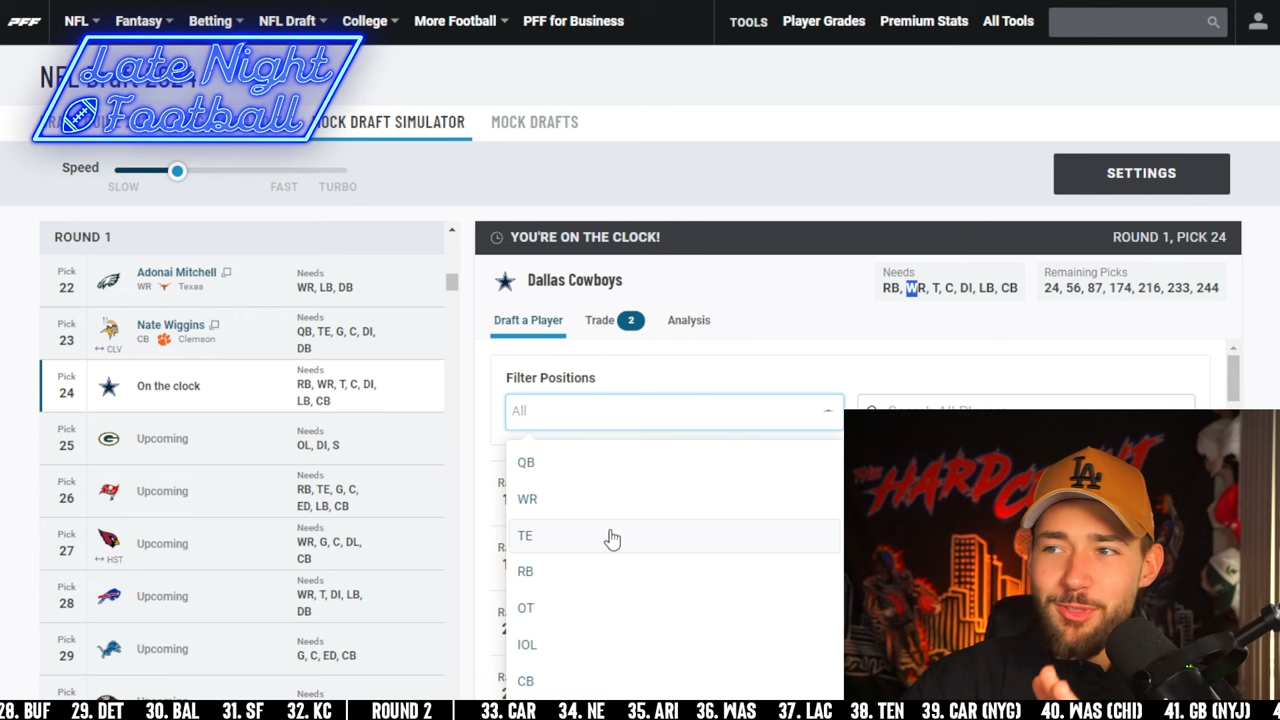 PFF
NFL
Fantasy
Betting
NFL Draft
College
More Football
PFF for Business
TOOLS
Player Grades
Premium Stats
All Tools
Late Night
Football
MOCK DRAFT SIMULATOR
MOCK DRAFTS
Speed
SLOW
FAST
TURBO
SETTINGS
ROUND 1
Pick
22
Adonai Mitchell
WR Texas
Needs
WR, LB, DB
Pick
23
↔ CLV
Nate Wiggins
CB Clemson
Needs
QB, TE, G, C, DI,
DB
Pick
24
On the clock
Needs
RB, WR, T, C, DI,
LB, CB
Pick
25
Upcoming
Needs
OL, DI, S
Pick
26
Upcoming
Needs
RB, TE, G, C,
ED, LB, CB
Pick
27
↔ HST
Upcoming
Needs
WR, G, C, DL,
CB
Pick
28
Upcoming
Needs
WR, T, DI, LB,
DB
Pick
29
Upcoming
Needs
G, C, ED, CB
Pick
Needs
YOU'RE ON THE CLOCK!
ROUND 1, PICK 24
Dallas Cowboys
Needs
RB, WR, T, C, DI, LB, CB
Remaining Picks
24, 56, 87, 174, 216, 233, 244
Draft a Player
Trade 2
Analysis
Filter Positions
All
QB
WR
TE
RB
OT
IOL
CB
THE HARD COUNT
LA
28. BUF 29. DET 30. BAL 31. SF 32. KC ROUND 2 33. CAR 34. NE 35. ARI 36. WAS 37. LAC 38. TEN 39. CAR (NYG) 40. WAS (CHI) 41. GB (NYJ)